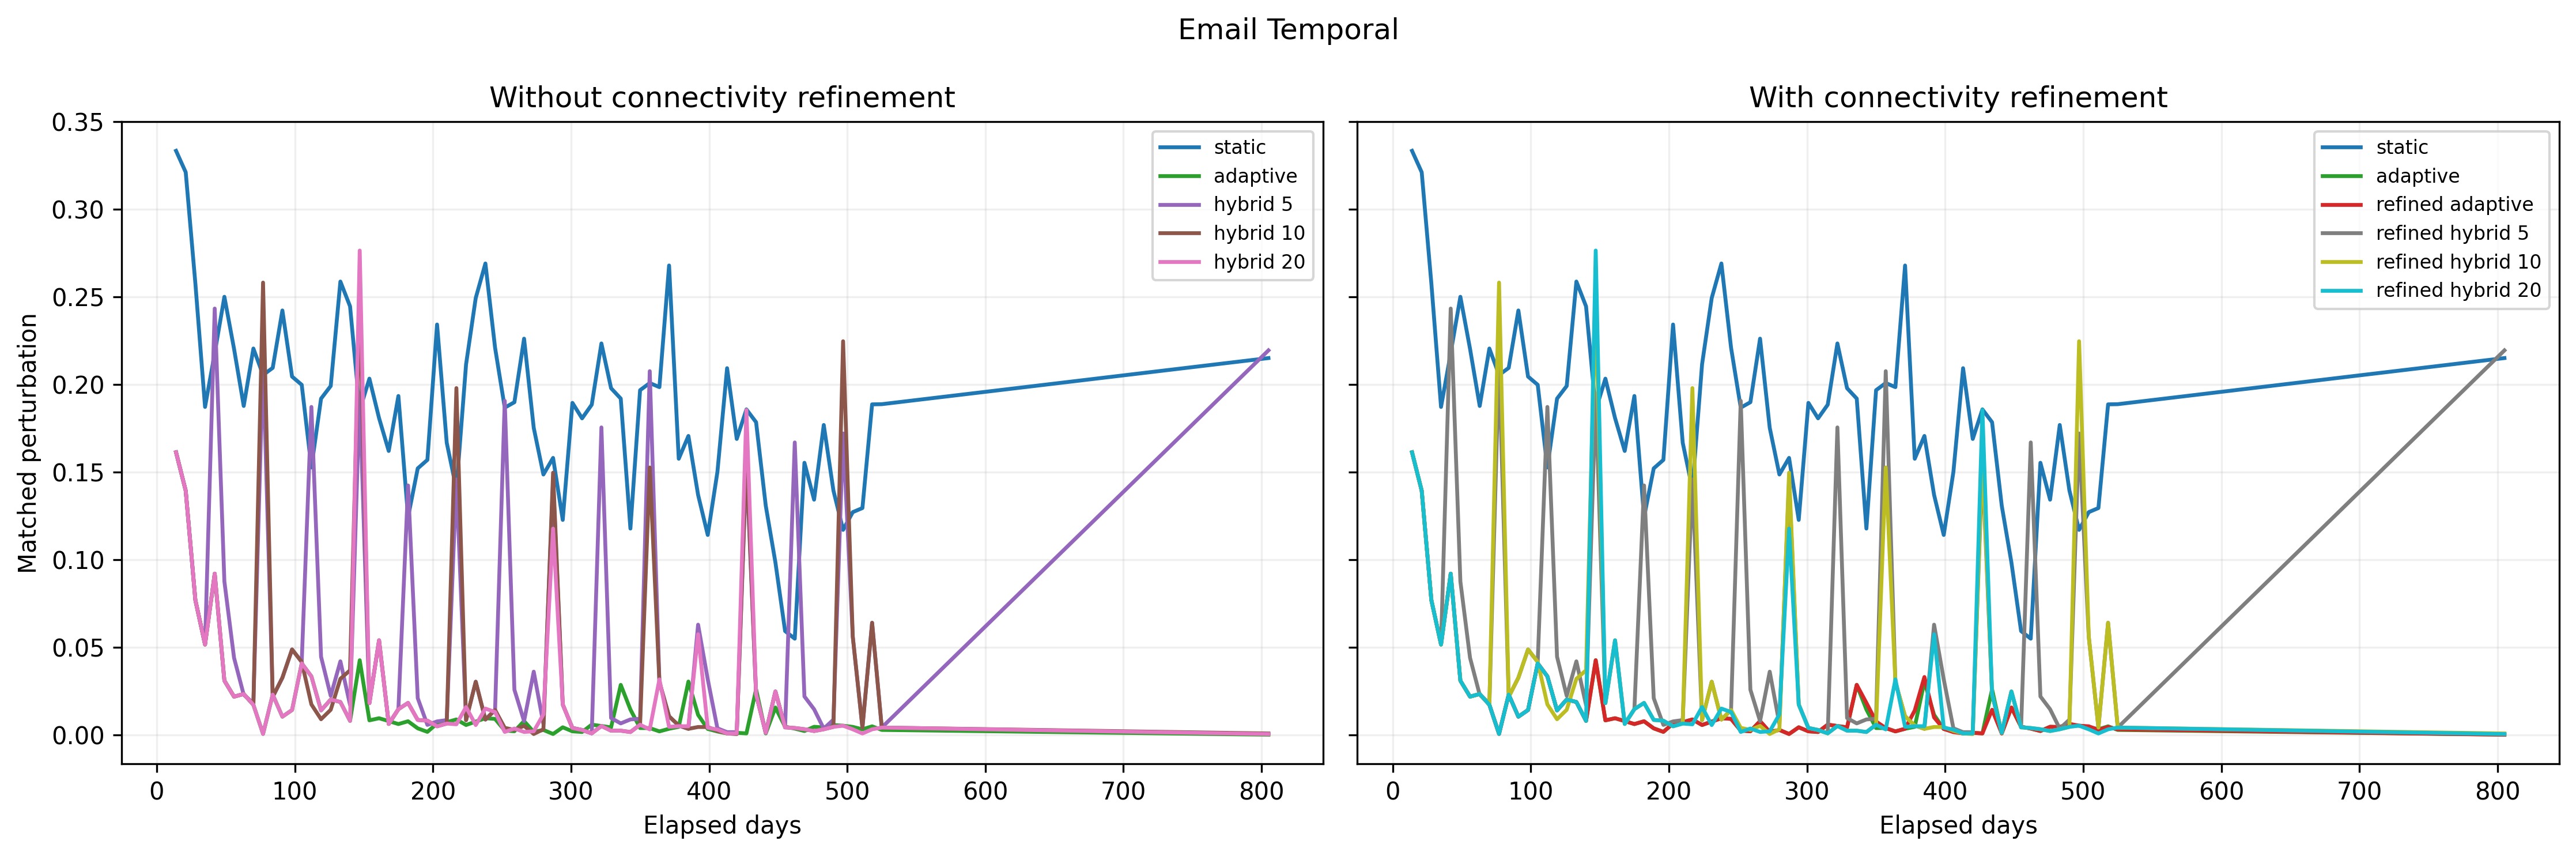 Email Temporal
Without connectivity refinement
Matched perturbation
0.35
0.30
0.25
0.20
0.15
0.10
0.05
0.00
static
adaptive
hybrid 5
hybrid 10
hybrid 20
0 100 200 300 400 500 600 700 800
Elapsed days
With connectivity refinement
static
adaptive
refined adaptive
refined hybrid 5
refined hybrid 10
refined hybrid 20
0 100 200 300 400 500 600 700 800
Elapsed days